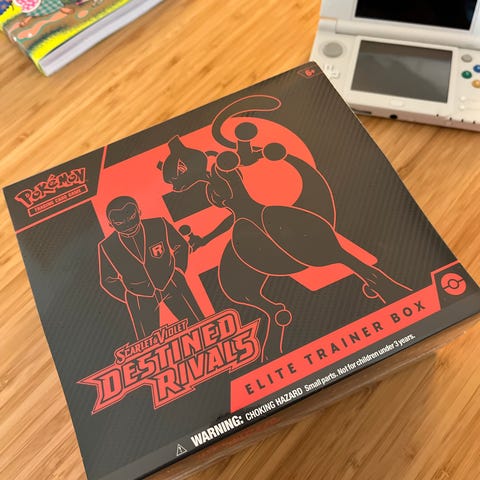 6+
POKéMON
TRADING CARD GAME
R
R
SCARLET & VIOLET
DESTINED
RIVALS
ELITE TRAINER BOX
WARNING: CHOKING HAZARD Small parts. Not for children under 3 years.